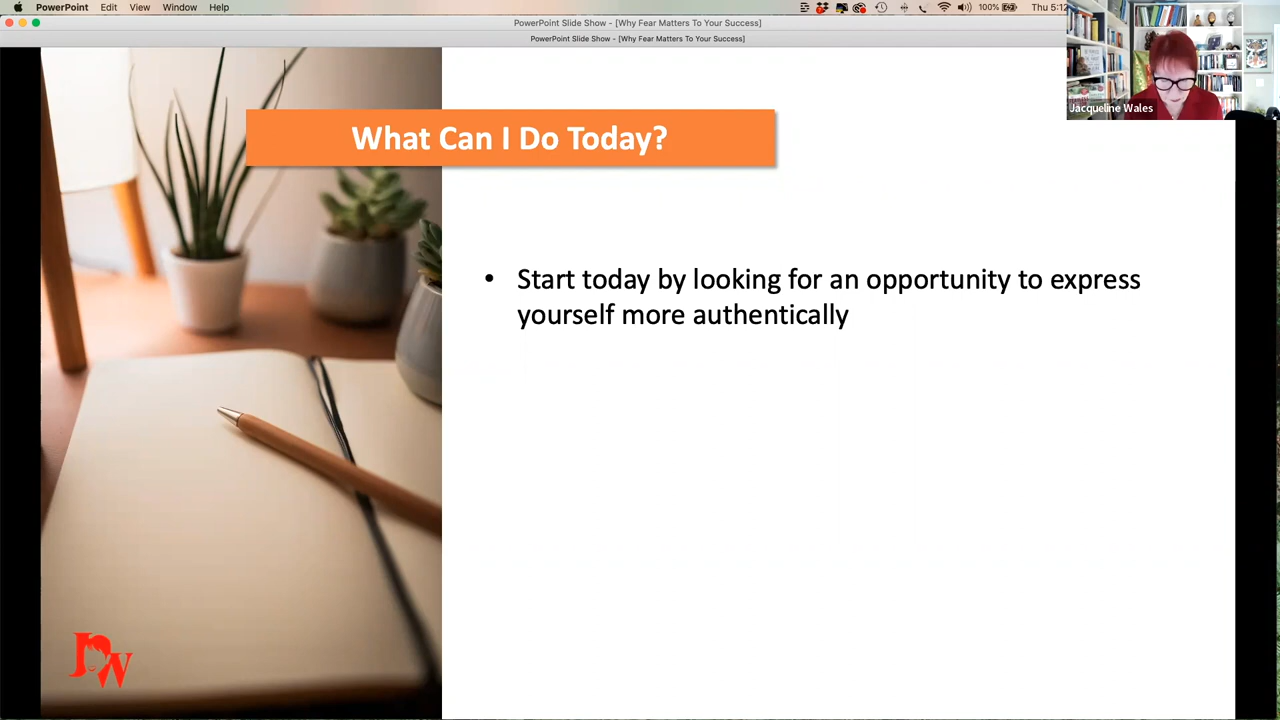 PowerPoint Edit View Window Help 100% Thu 5:12
PowerPoint Slide Show - [Why Fear Matters To Your Success]
PowerPoint Slide Show - [Why Fear Matters To Your Success]
Jacqueline Wales
What Can I Do Today?
• Start today by looking for an opportunity to express
yourself more authentically
JW